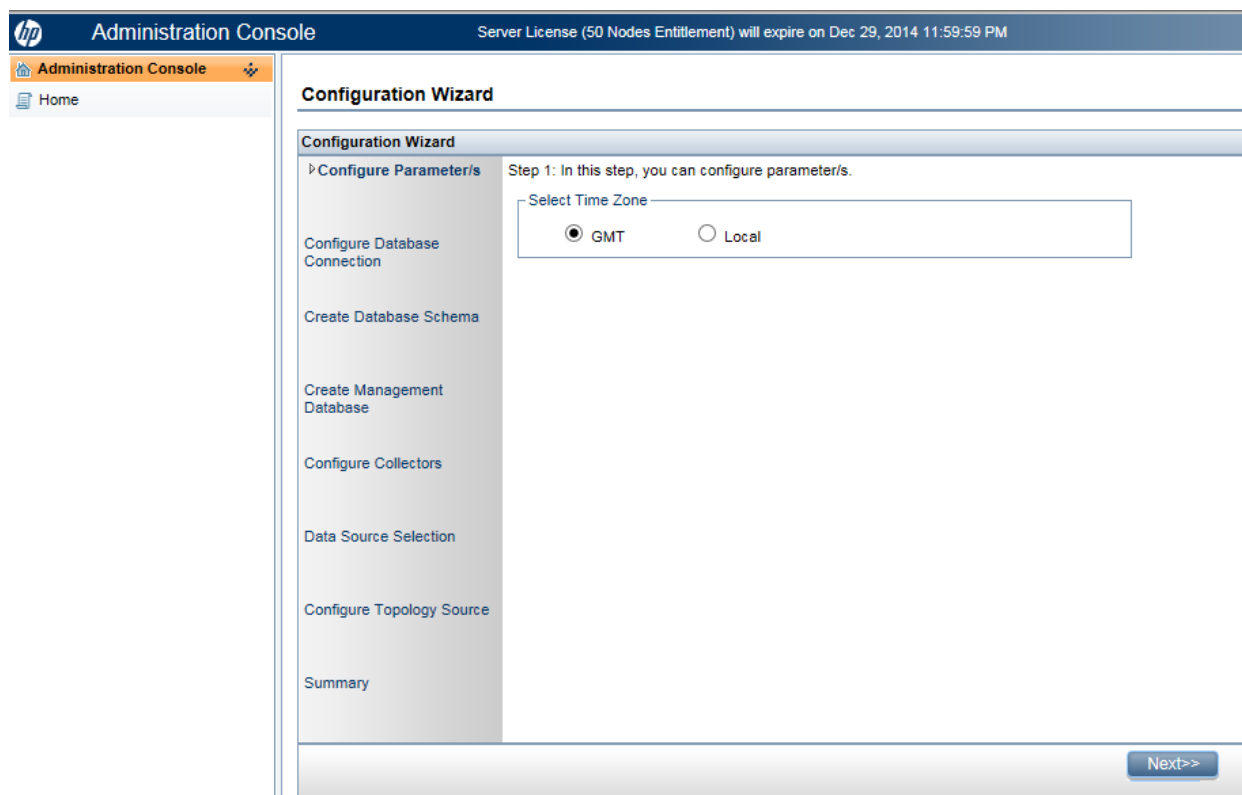 hp
Administration Console
Server License (50 Nodes Entitlement) will expire on Dec 29, 2014 11:59:59 PM
Administration Console
Home
Configuration Wizard
Configuration Wizard
Configure Parameter/s
Step 1: In this step, you can configure parameter/s.
Select Time Zone
GMT
Local
Configure Database
Connection
Create Database Schema
Create Management
Database
Configure Collectors
Data Source Selection
Configure Topology Source
Summary
Next>>